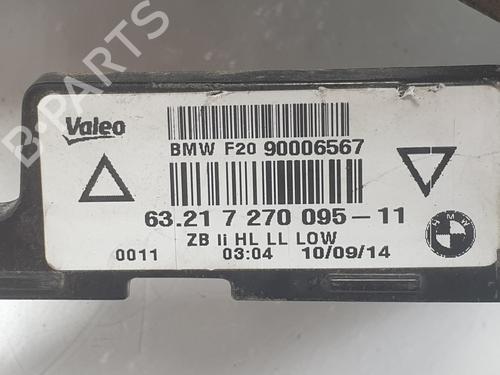 Valeo
BMW F20 90006567
63.21 7 270 095-11
BMW
ZB li HL LL LOW
0011 03:04 10/09/14
B-PARTS